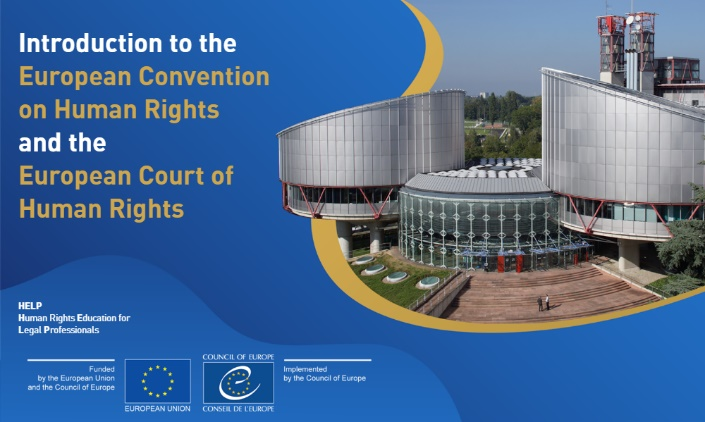 Introduction to the
European Convention
on Human Rights
and the
European Court of
Human Rights
HELP
Human Rights Education for
Legal Professionals
Funded
by the European Union
and the Council of Europe
EUROPEAN UNION
COUNCIL OF EUROPE
CONSEIL DE L'EUROPE
Implemented
by the Council of Europe